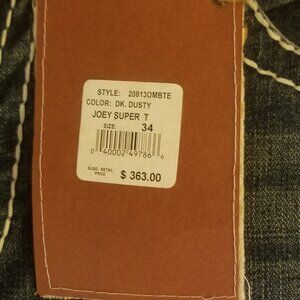 STYLE: 20813OMBTE
COLOR: DK. DUSTY
JOEY SUPER T
SIZE: 34
0 40002 49786 6
SUGG. RETAIL
PRICE $ 363.00